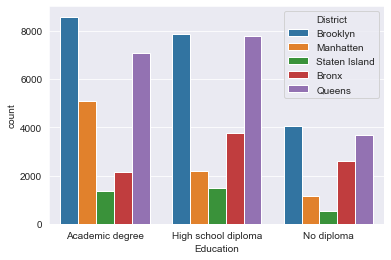 District
Brooklyn
Manhatten
Staten Island
Bronx
Queens
8000
6000
4000
2000
0
count
Academic degree
High school diploma
No diploma
Education